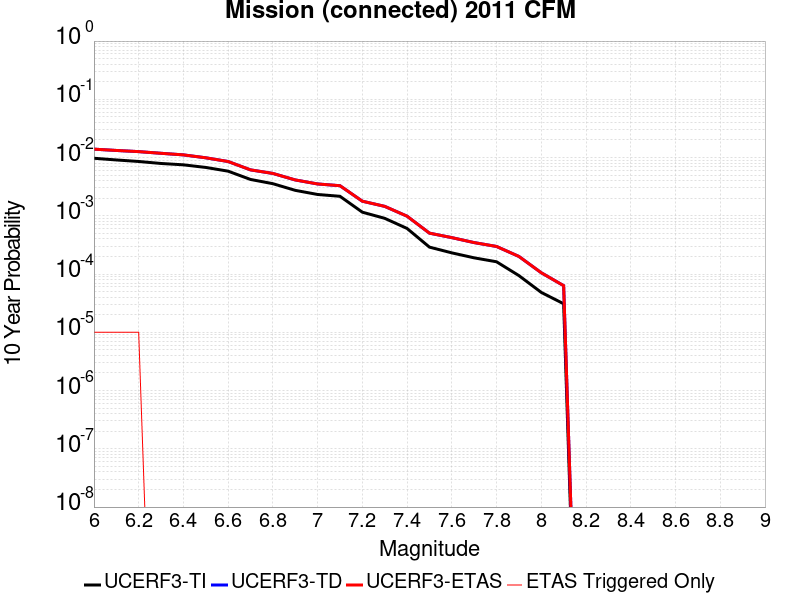 Mission (connected) 2011 CFM
10^0
10^-1
10^-2
10^-3
10^-4
10^-5
10^-6
10^-7
10^-8
10 Year Probability
6 6.2 6.4 6.6 6.8 7 7.2 7.4 7.6 7.8 8 8.2 8.4 8.6 8.8 9
Magnitude
UCERF3-TI UCERF3-TD UCERF3-ETAS ETAS Triggered Only